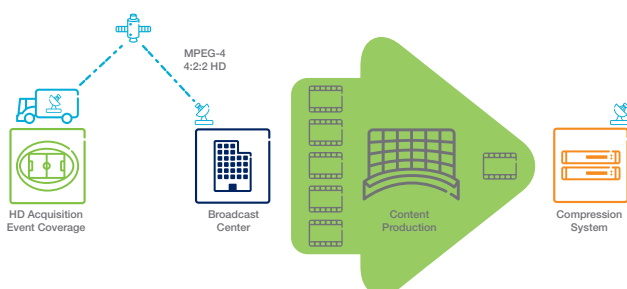 MPEG-4
4:2:2 HD
HD Acquisition
Event Coverage
Broadcast
Center
Content
Production
Compression
System